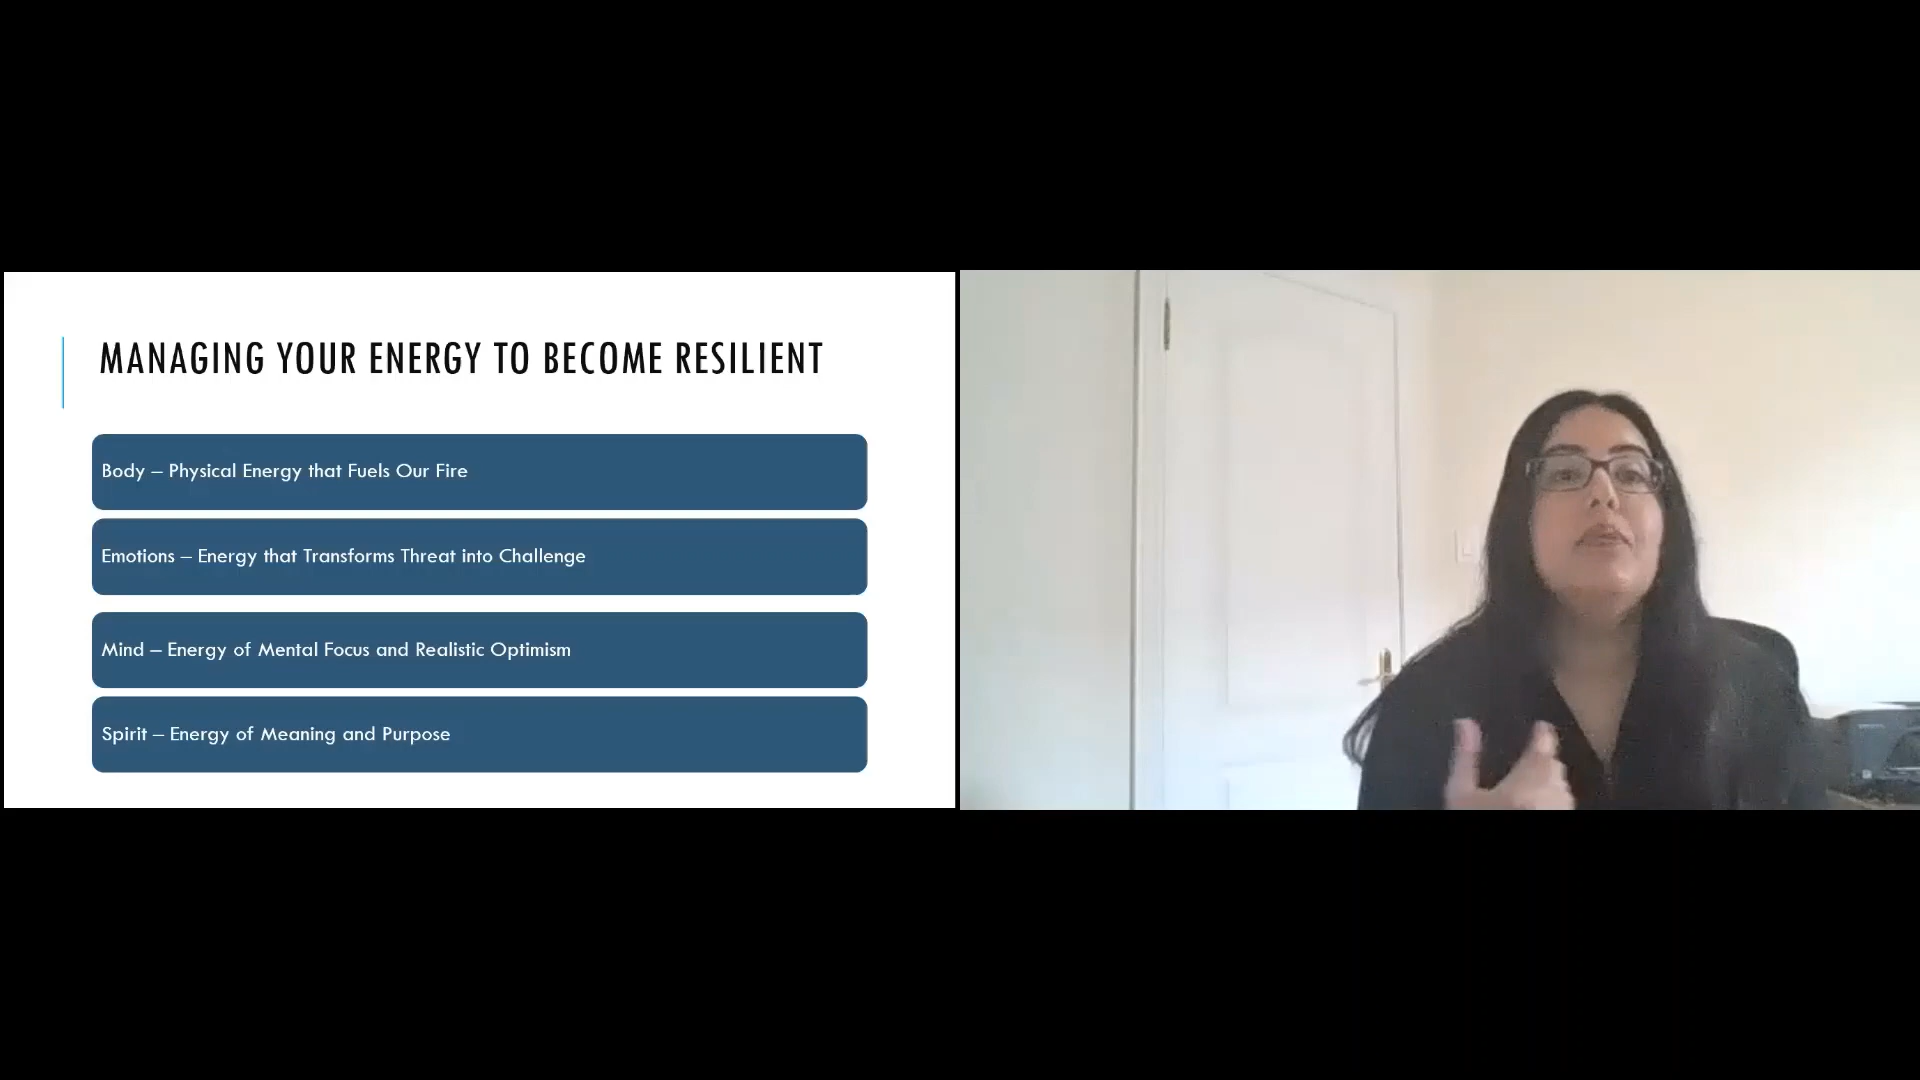 MANAGING YOUR ENERGY TO BECOME RESILIENT
Body – Physical Energy that Fuels Our Fire
Emotions – Energy that Transforms Threat into Challenge
Mind – Energy of Mental Focus and Realistic Optimism
Spirit – Energy of Meaning and Purpose